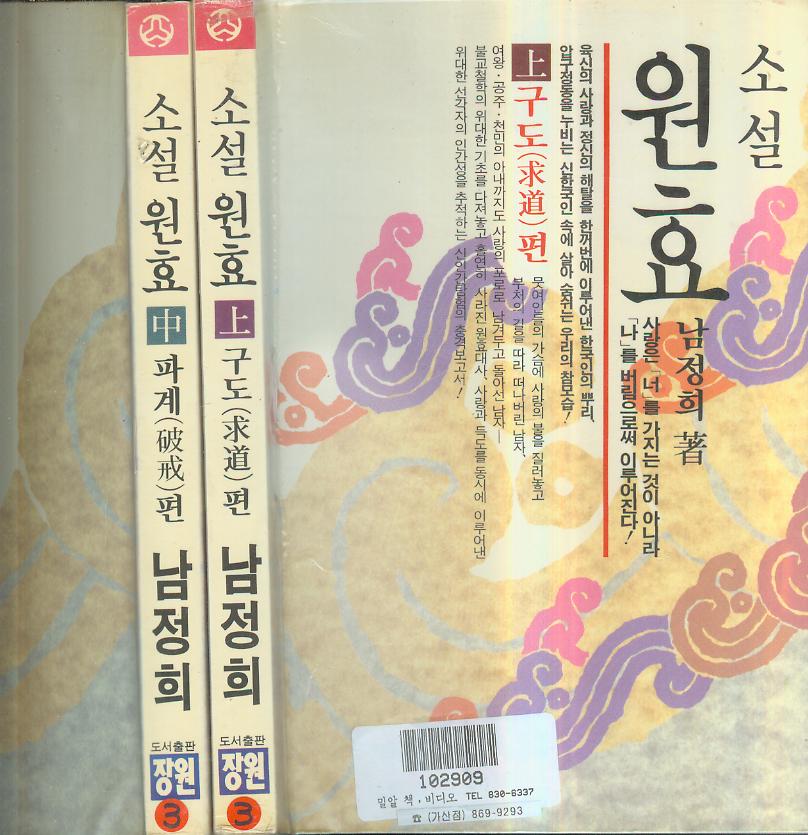 소설 원효 中 파계(破戒)편 남정희
도서출판
장원
3
소설 원효 上 구도(求道)편 남정희
도서출판
장원
3
소설
원효
남정희 著
사랑은 「너」를 가지는 것이 아니라
「나」를 버림으로써 이루어진다!
육신의 사랑과 정신의 해탈을 한꺼번에 이루어낸 한국인의 뿌리,
압구정동을 누비는 신한국인 속에 살아 숨쉬는 우리의 참모습!
上 구도(求道)편
뭇여인들의 가슴에 사랑의 불을 질러놓고
부처의 길을 따라 떠나버린 남자,
여왕·공주·천민의 아내까지도 사랑의 포로로 남겨두고 돌아선 남자—
불교철학의 위대한 기초를 다져놓고 홀연히 사라진 원효대사, 사랑과 득도를 동시에 이루어낸
위대한 선각자의 인간성을 추적하는 충격보고서!
102909
밀알 책, 비디오 TEL 830-6337
☎ (가산점) 869-9293